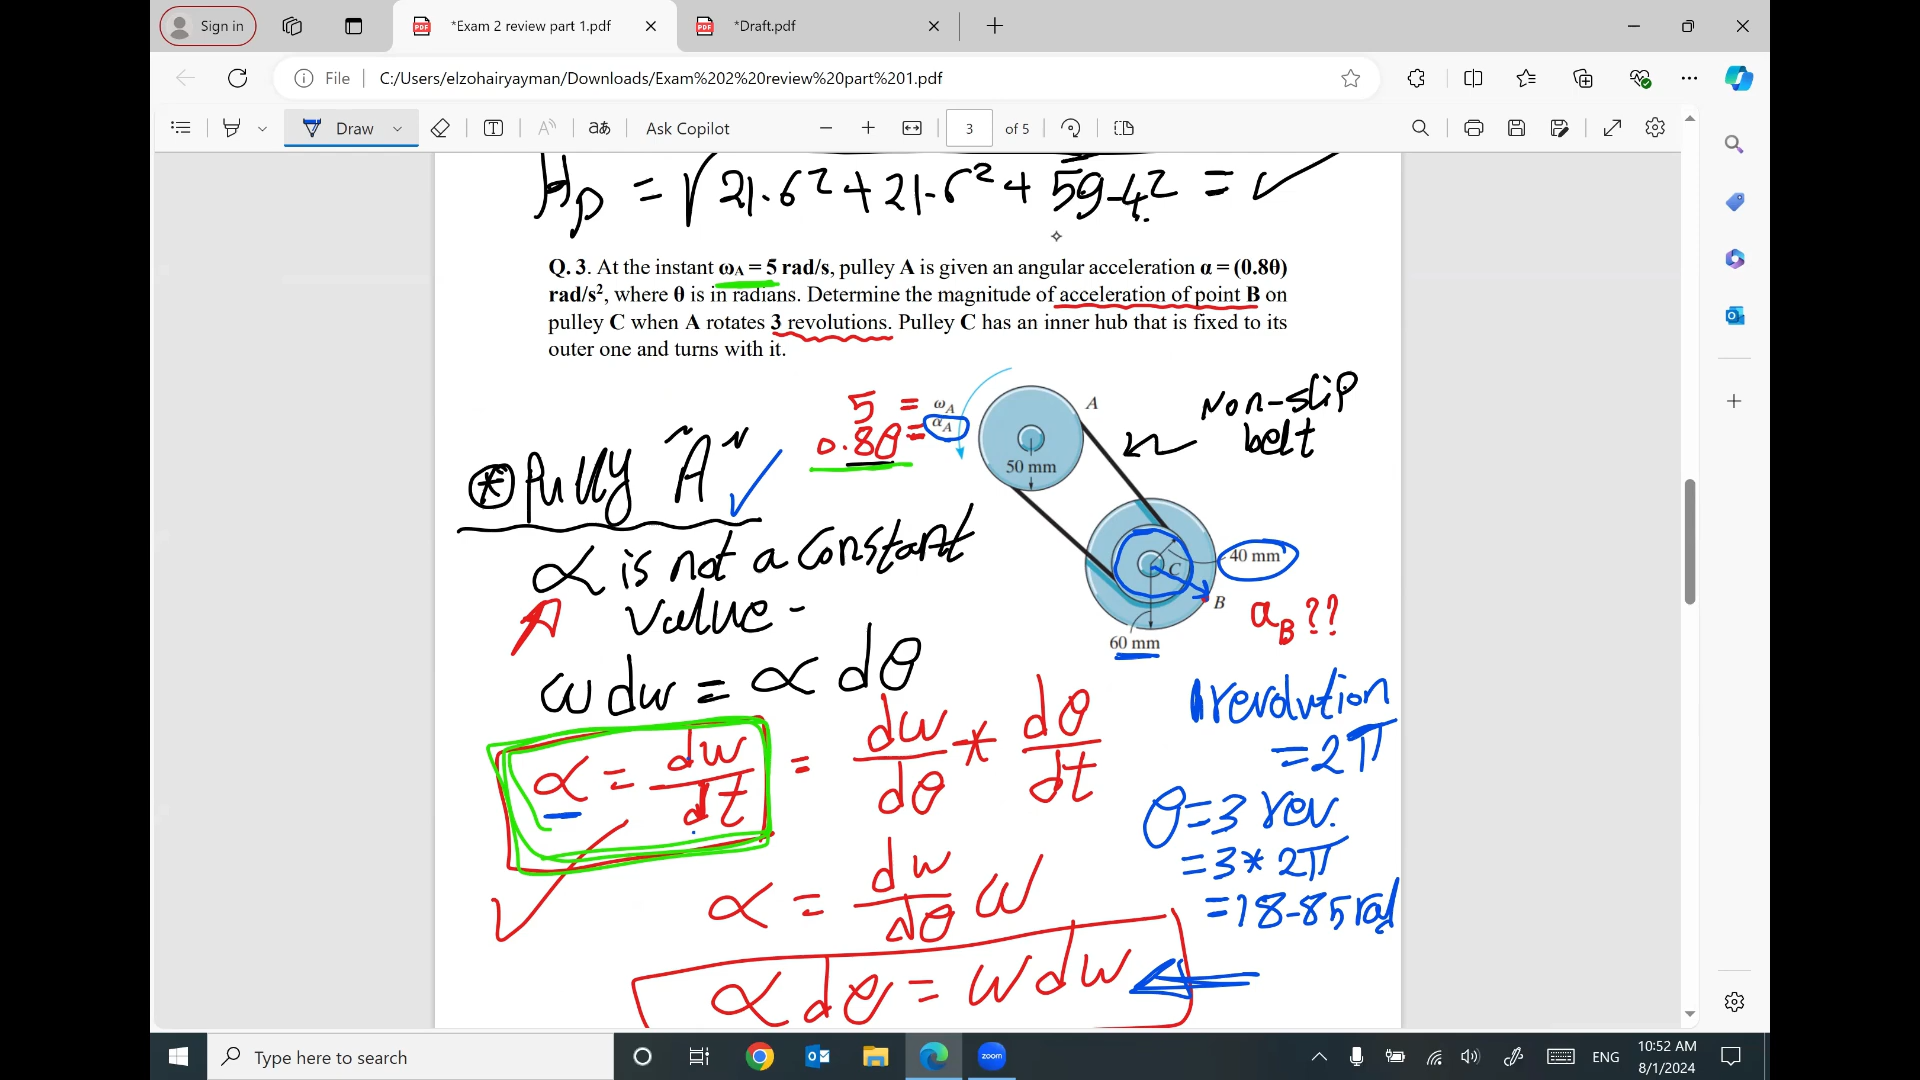 Sign in
*Exam 2 review part 1.pdf
*Draft.pdf
File
C:/Users/elzohairyayman/Downloads/Exam%202%20review%20part%201.pdf
Draw
Ask Copilot
3
of 5
Hp = √21.6² + 21.6² + 59.4² = ✓
Q. 3. At the instant ωA = 5 rad/s, pulley A is given an angular acceleration α = (0.8θ)
rad/s², where θ is in radians. Determine the magnitude of acceleration of point B on
pulley C when A rotates 3 revolutions. Pulley C has an inner hub that is fixed to its
outer one and turns with it.
5 = ωA
0.8θ = αA
A
50 mm
Non-slip
belt
40 mm
C
B
60 mm
aB ??
* Pully "A"
α is not a constant
value -
ω dω = α dθ
α = dω/dt = dω/dθ * dθ/dt
α = dω/dθ ω
α dθ = ω dω
1 revolution
= 2π
θ = 3 rev.
= 3 * 2π
= 18.85 rad
Type here to search
zoom
ENG
10:52 AM
8/1/2024